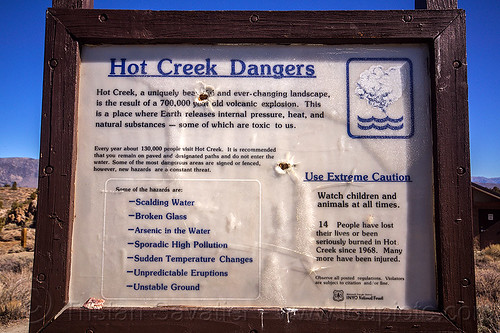 Hot Creek Dangers
Hot Creek, a uniquely and ever-changing landscape,
is the result of a 700,000 year old volcanic explosion. This
is a place where Earth releases internal pressure, heat, and
natural substances — some of which are toxic to us.
Every year about 130,000 people visit Hot Creek. It is recommended
that you remain on paved and designated paths and do not enter the
water. Some of the most dangerous areas are signed or fenced,
however, new hazards are a constant threat.
Some of the hazards are:
—Scalding Water
—Broken Glass
—Arsenic in the Water
—Sporadic High Pollution
—Sudden Temperature Changes
—Unpredictable Eruptions
—Unstable Ground
Use Extreme Caution
Watch children and
animals at all times.
14 People have lost
their lives or been
seriously burned in Hot
Creek since 1968. Many
more have been injured.
Observe all posted regulations. Violators
are subject to citation and/or fine.
INYO National Forest